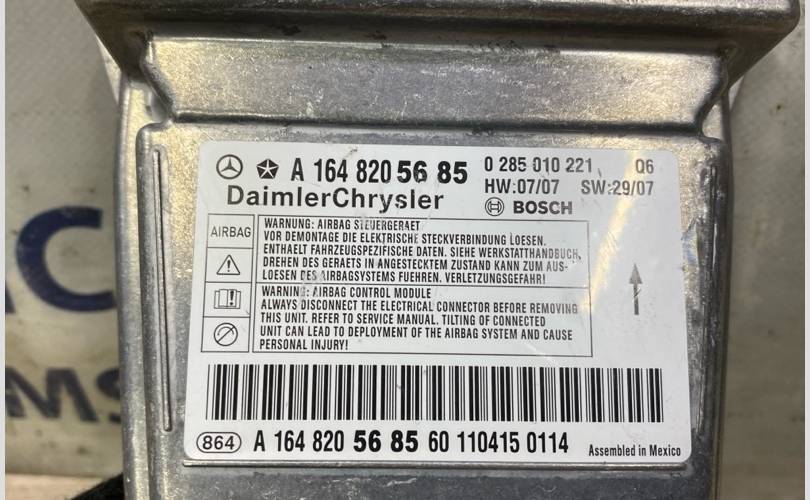 A 164 820 56 85
0 285 010 221 Q6
HW:07/07 SW:29/07
DaimlerChrysler
BOSCH
AIRBAG
WARNUNG: AIRBAG STEUERGERAET
VOR DEMONTAGE DIE ELEKTRISCHE STECKVERBINDUNG LOESEN.
ENTHAELT FAHRZEUGSPEZIFISCHE DATEN. SIEHE WERKSTATTHANDBUCH,
DREHEN DES GERAETS IN ANGESTECKTEM ZUSTAND KANN ZUM AUS-
LOESEN DES AIRBAGSYSTEMS FUEHREN. VERLETZUNGSGEFAHR!
WARNING: AIRBAG CONTROL MODULE
ALWAYS DISCONNECT THE ELECTRICAL CONNECTOR BEFORE REMOVING
THIS UNIT. REFER TO SERVICE MANUAL. TILTING OF CONNECTED
UNIT CAN LEAD TO DEPLOYMENT OF THE AIRBAG SYSTEM AND CAUSE
PERSONAL INJURY!
864 A 164 820 56 85 60 110415 0114
Assembled in Mexico